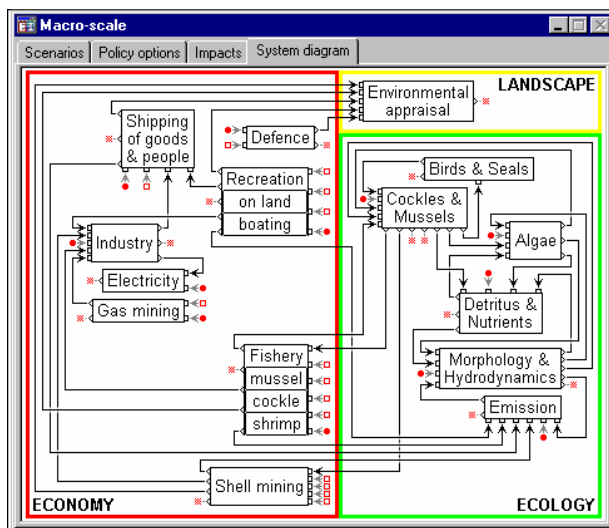 Macro-scale
Scenarios
Policy options
Impacts
System diagram
LANDSCAPE
Environmental
appraisal
Shipping
of goods
& people
Defence
Recreation
on land
boating
Industry
Electricity
Gas mining
Fishery
mussel
cockle
shrimp
Shell mining
ECONOMY
Birds & Seals
Cockles &
Mussels
Algae
Detritus &
Nutrients
Morphology &
Hydrodynamics
Emission
ECOLOGY